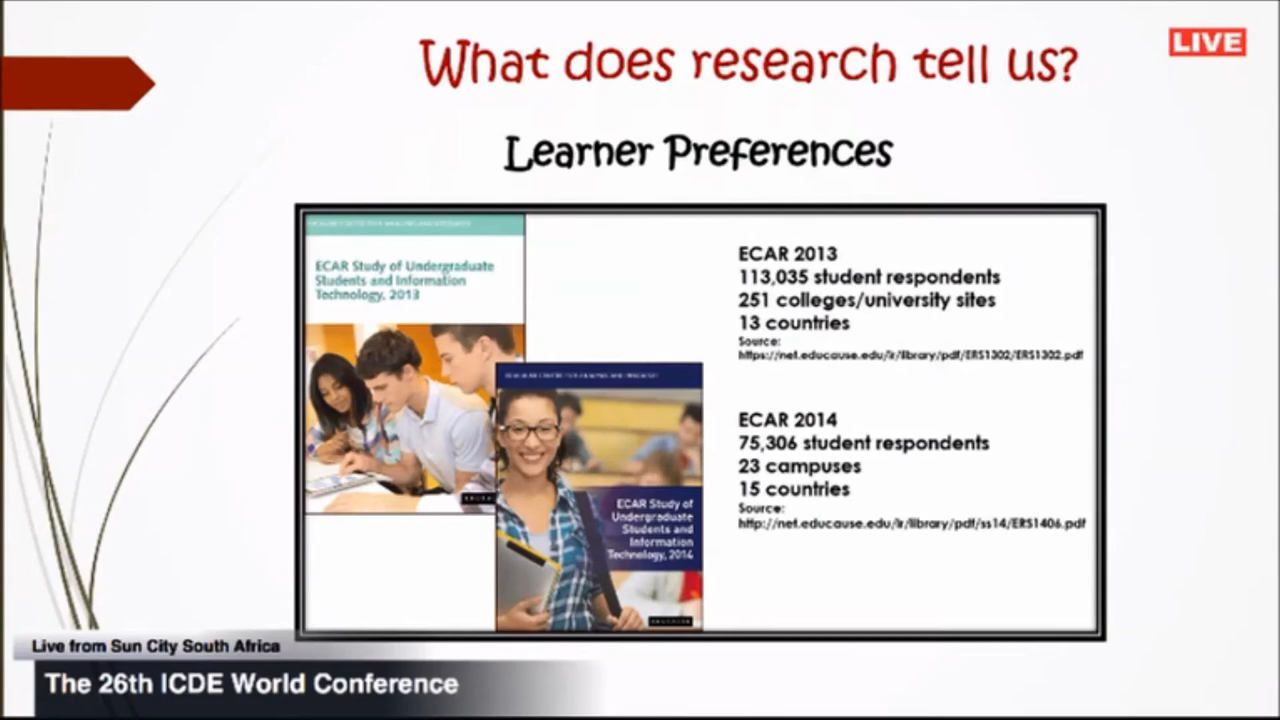 LIVE
What does research tell us?
Learner Preferences
ECAR Study of Undergraduate
Students and Information
Technology, 2013
ECAR Study of
Undergraduate
Students and
Information
Technology, 2014
ECAR 2013
113,035 student respondents
251 colleges/university sites
13 countries
Source:
https://net.educause.edu/ir/library/pdf/ERS1302/ERS1302.pdf
ECAR 2014
75,306 student respondents
23 campuses
15 countries
Source:
http://net.educause.edu/ir/library/pdf/ss14/ERS1406.pdf
Live from Sun City South Africa
The 26th ICDE World Conference